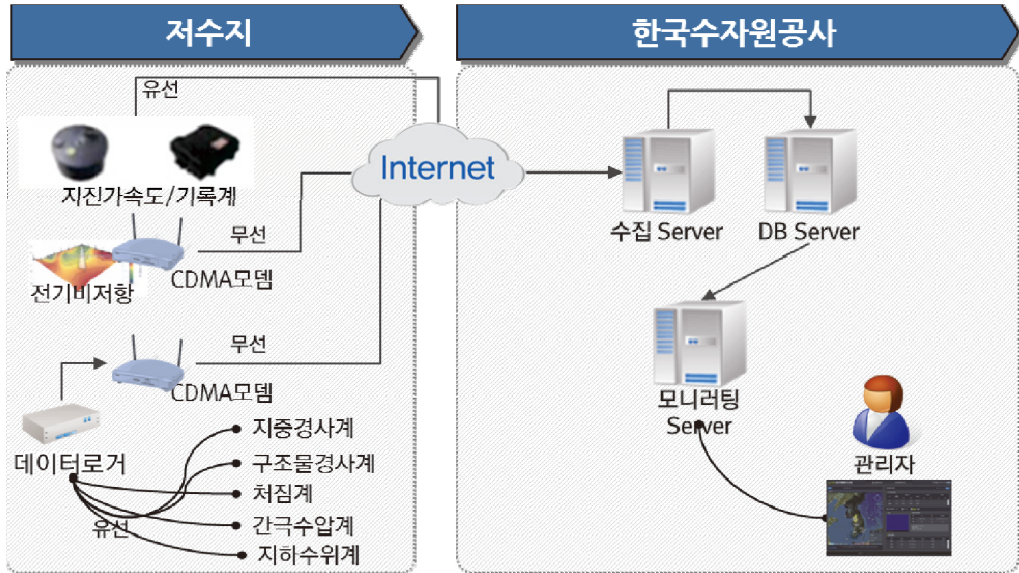 저수지
한국수자원공사
유선
Internet
지진가속도/기록계
무선
CDMA모뎀
전기비저항
무선
CDMA모뎀
데이터로거
유선
지중경사계
구조물경사계
처짐계
간극수압계
지하수위계
수집 Server
DB Server
모니러팅
Server
관리자